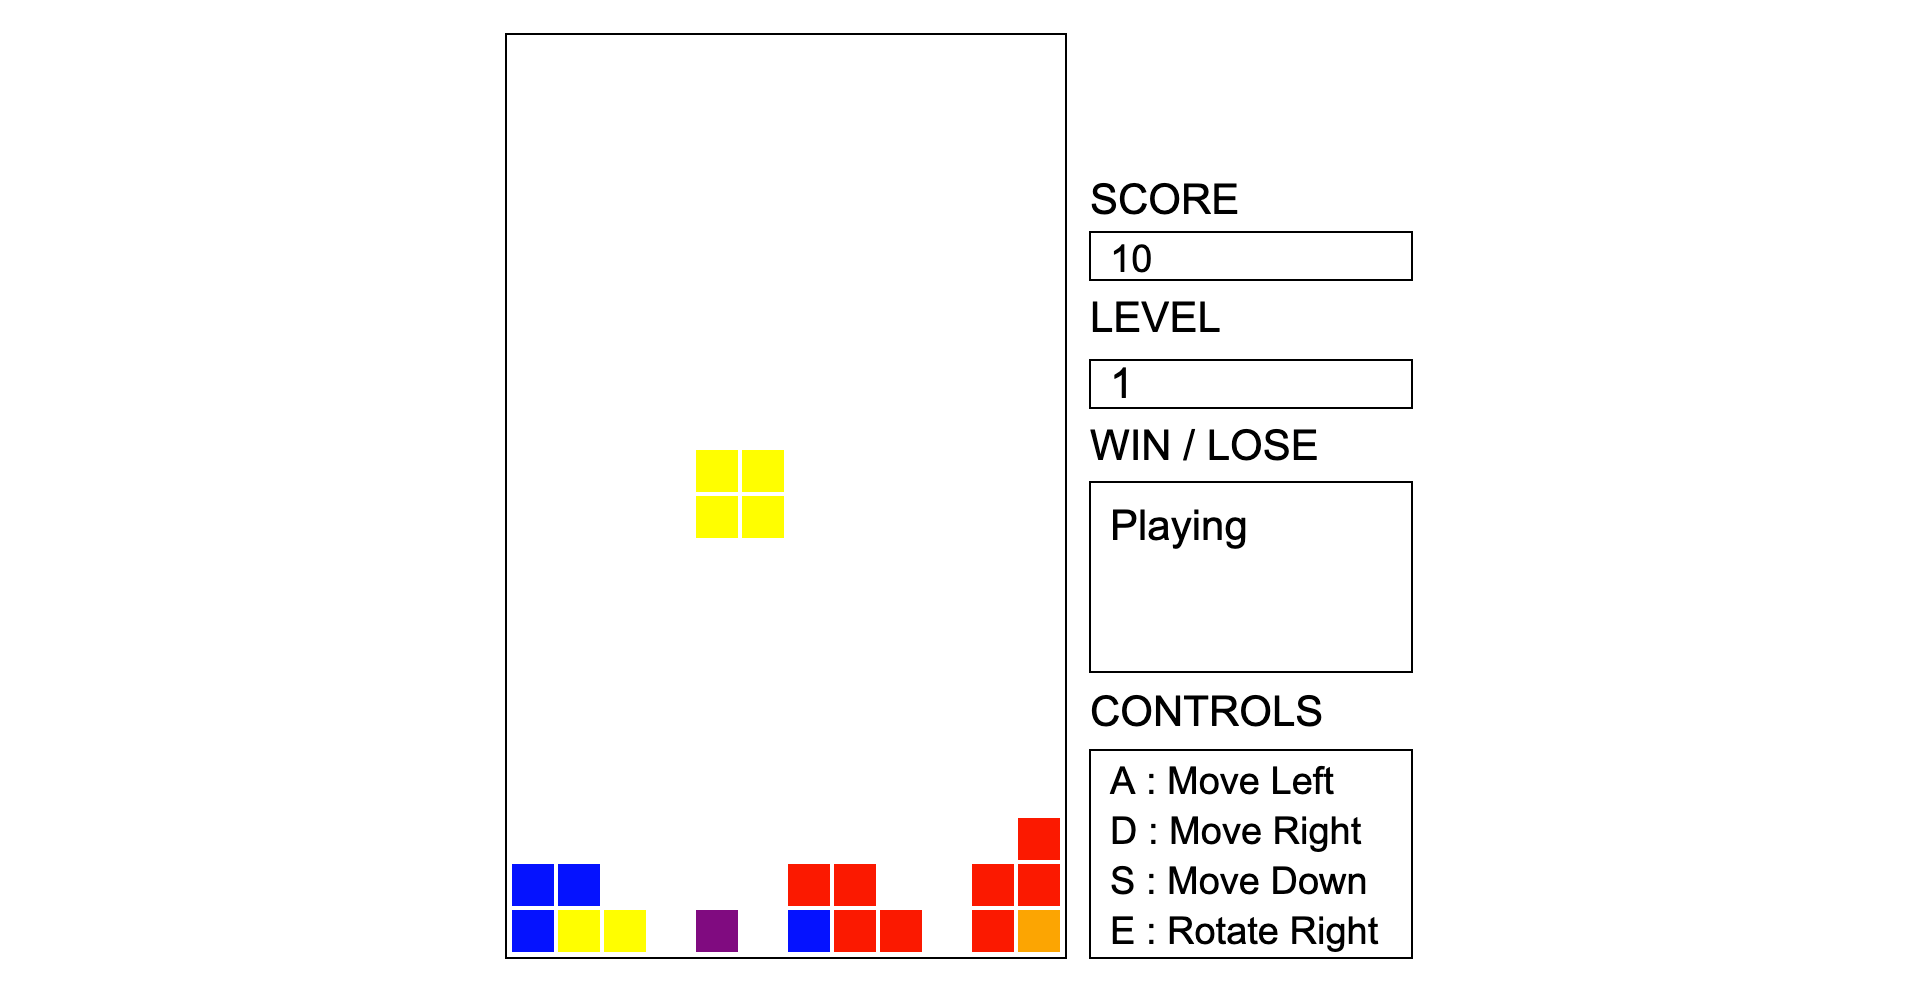 SCORE
10
LEVEL
1
WIN / LOSE
Playing
CONTROLS
A : Move Left
D : Move Right
S : Move Down
E : Rotate Right